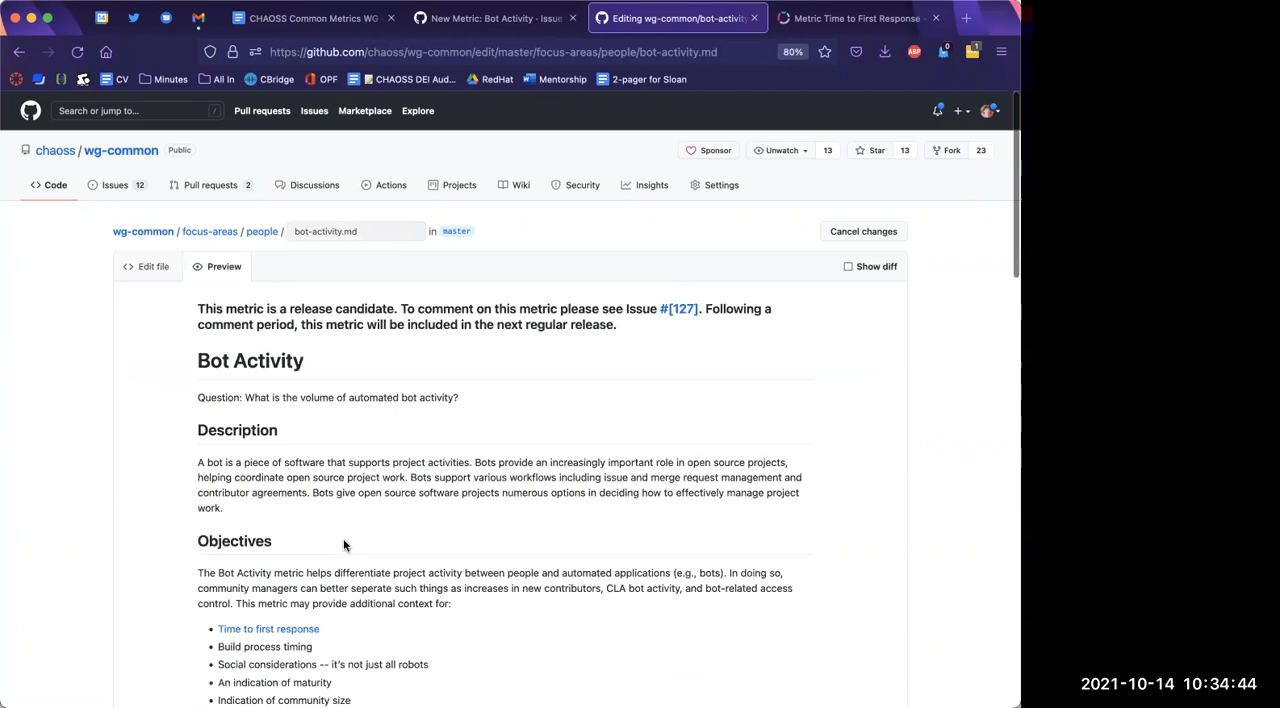 CHAOSS Common Metrics WG
New Metric: Bot Activity - Issue
Editing wg-common/bot-activity
Metric Time to First Response
https://github.com/chaoss/wg-common/edit/master/focus-areas/people/bot-activity.md
80%
ABP
0
1
CV
Minutes
All In
CBridge
OPF
CHAOSS DEI Aud...
RedHat
Mentorship
2-pager for Sloan
Search or jump to...
/
Pull requests
Issues
Marketplace
Explore
chaoss / wg-common
Public
Sponsor
Unwatch
13
Star
13
Fork
23
<> Code
Issues 12
Pull requests 2
Discussions
Actions
Projects
Wiki
Security
Insights
Settings
wg-common / focus-areas / people / bot-activity.md in master
Cancel changes
<> Edit file
Preview
Show diff
This metric is a release candidate. To comment on this metric please see Issue #[127]. Following a
comment period, this metric will be included in the next regular release.
Bot Activity
Question: What is the volume of automated bot activity?
Description
A bot is a piece of software that supports project activities. Bots provide an increasingly important role in open source projects,
helping coordinate open source project work. Bots support various workflows including issue and merge request management and
contributor agreements. Bots give open source software projects numerous options in deciding how to effectively manage project
work.
Objectives
The Bot Activity metric helps differentiate project activity between people and automated applications (e.g., bots). In doing so,
community managers can better seperate such things as increases in new contributors, CLA bot activity, and bot-related access
control. This metric may provide additional context for:
• Time to first response
• Build process timing
• Social considerations -- it's not just all robots
• An indication of maturity
• Indication of community size
2021-10-14 10:34:44